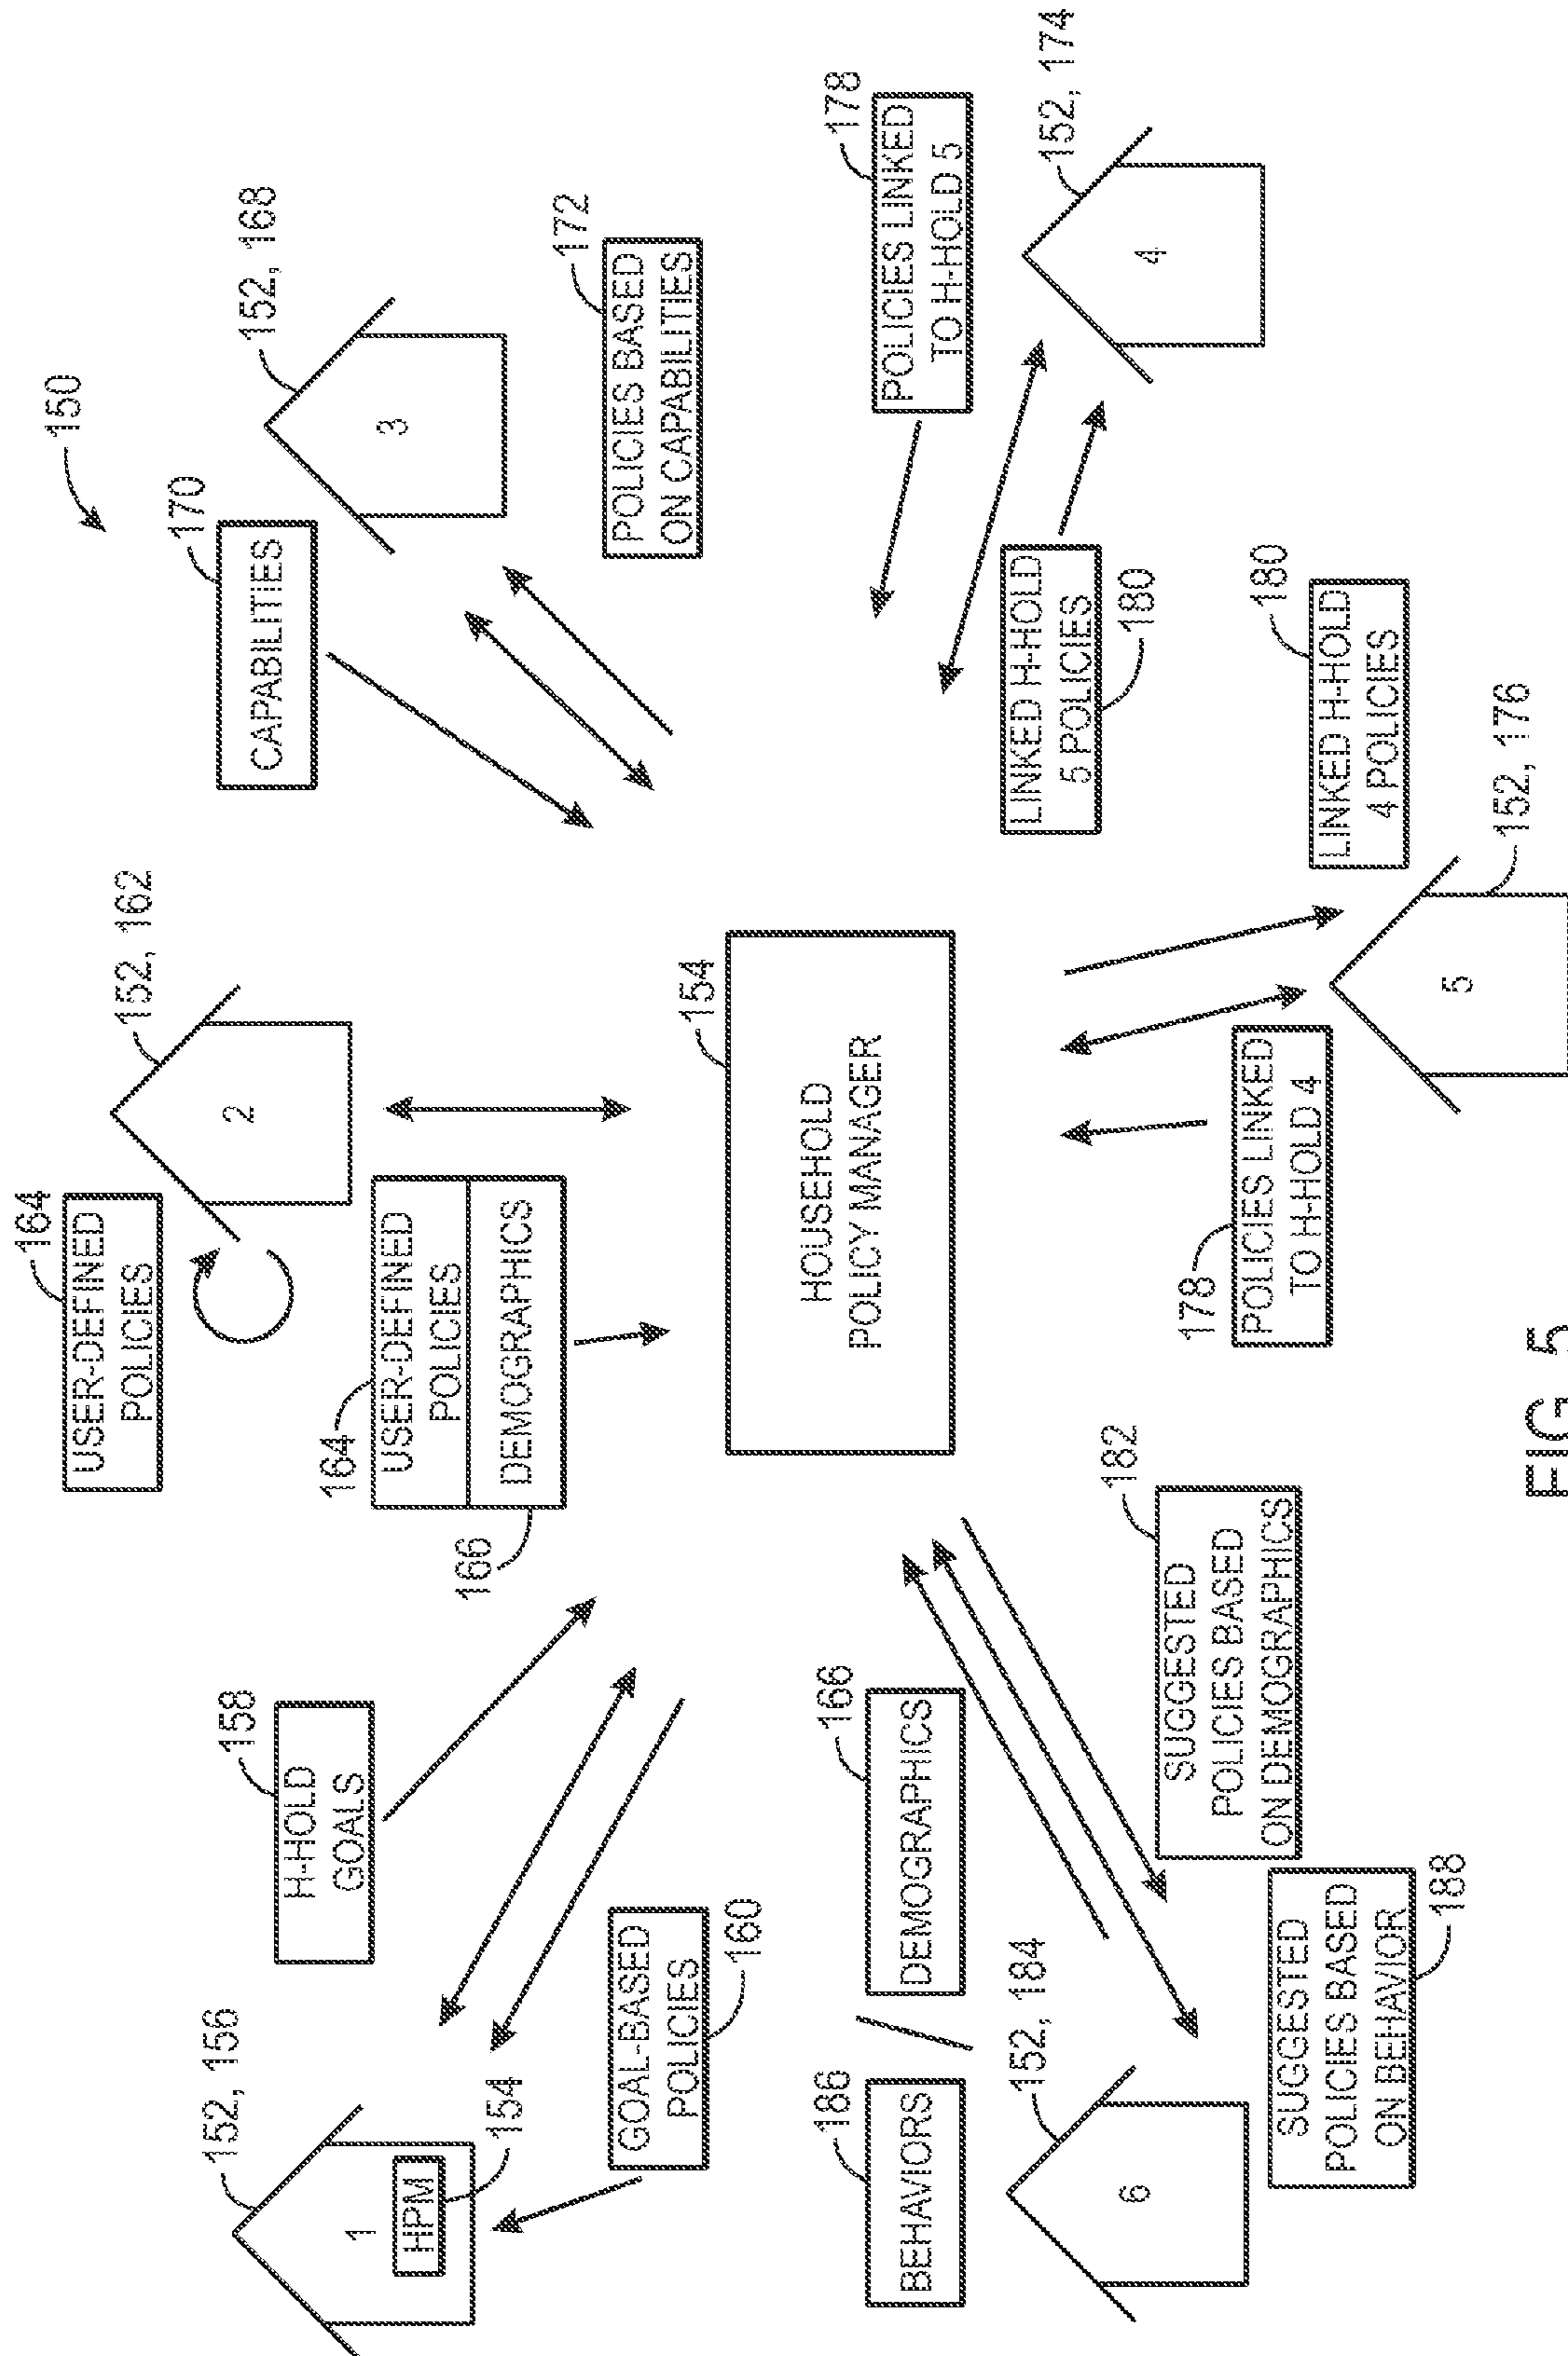 150
152, 156
1
HPM
154
H-HOLD
GOALS
158
GOAL-BASED
POLICIES
160
USER-DEFINED
POLICIES
164
152, 162
2
164
USER-DEFINED
POLICIES
DEMOGRAPHICS
166
CAPABILITIES
170
152, 168
3
POLICIES BASED
ON CAPABILITIES
172
HOUSEHOLD
POLICY MANAGER
154
POLICIES LINKED
TO H-HOLD 5
178
152, 174
4
LINKED H-HOLD
5 POLICIES
180
BEHAVIORS
186
DEMOGRAPHICS
166
152, 184
6
SUGGESTED
POLICIES BASED
ON DEMOGRAPHICS
182
SUGGESTED
POLICIES BASED
ON BEHAVIOR
188
178
POLICIES LINKED
TO H-HOLD 4
LINKED H-HOLD
4 POLICIES
180
152, 176
5
FIG. 5